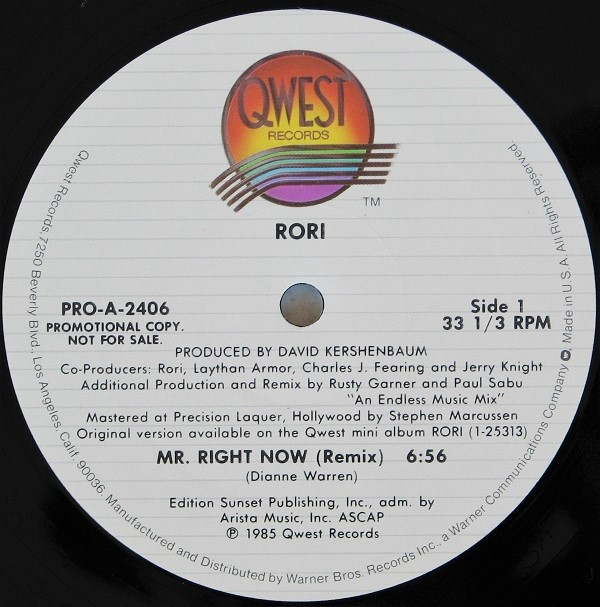 QWEST
RECORDS
TM
RORI
PRO-A-2406
PROMOTIONAL COPY.
NOT FOR SALE.
Side 1
33 1/3 RPM
PRODUCED BY DAVID KERSHENBAUM
Co-Producers: Rori, Laythan Armor, Charles J. Fearing and Jerry Knight
Additional Production and Remix by Rusty Garner and Paul Sabu
"An Endless Music Mix"
Mastered at Precision Laquer, Hollywood by Stephen Marcussen
Original version available on the Qwest mini album RORI (1-25313)
MR. RIGHT NOW (Remix) 6:56
(Dianne Warren)
Edition Sunset Publishing, Inc., adm. by
Arista Music, Inc. ASCAP
℗ 1985 Qwest Records
Qwest Records, 7250 Beverly Blvd., Los Angeles, Calif. 90036. Manufactured and Distributed by Warner Bros. Records Inc., a Warner Communications Company Made in U.S.A. All Rights Reserved.